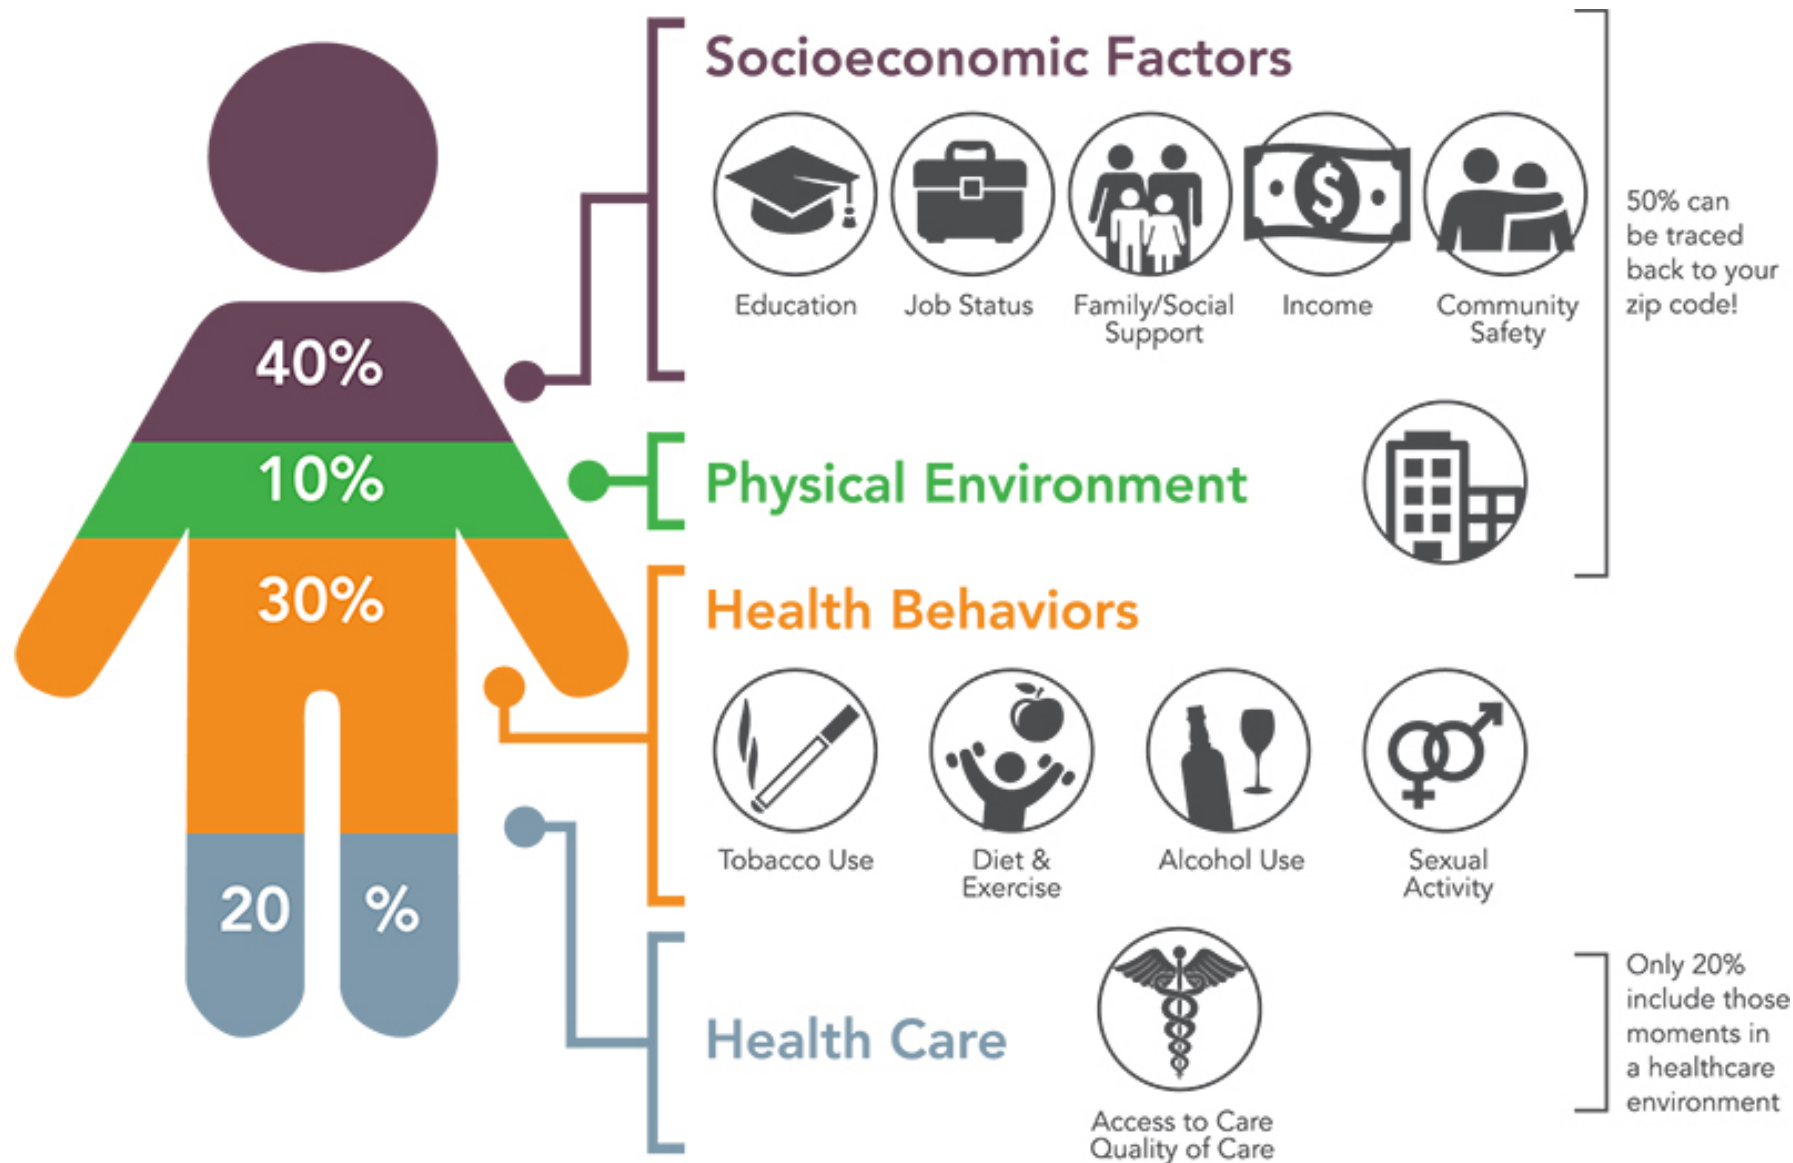 Socioeconomic Factors
Education
Job Status
Family/Social
Support
Income
Community
Safety
50% can
be traced
back to your
zip code!
40%
10%
Physical Environment
30%
Health Behaviors
Tobacco Use
Diet &
Exercise
Alcohol Use
Sexual
Activity
20 %
Health Care
Access to Care
Quality of Care
Only 20%
include those
moments in
a healthcare
environment